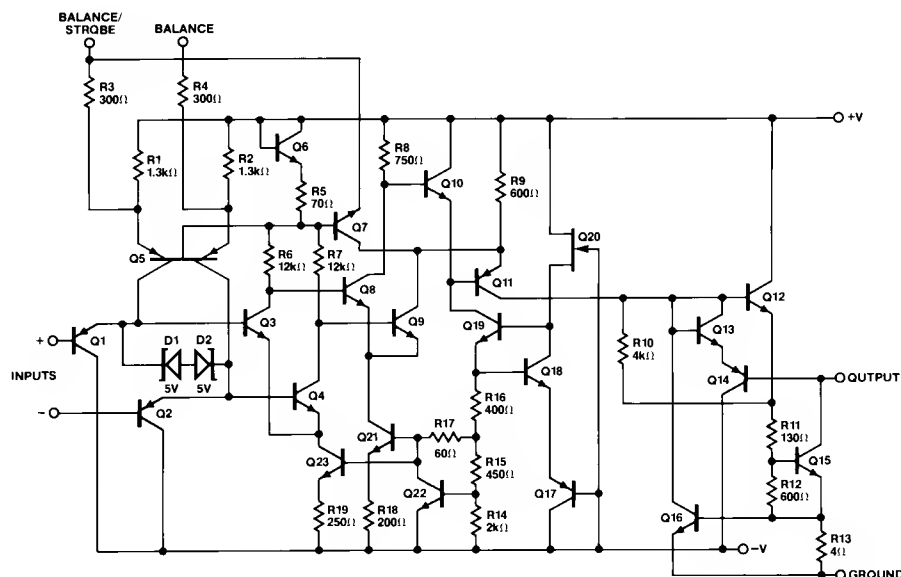 BALANCE/
STRQBE
BALANCE
R3
300Ω
R4
300Ω
+V
R1
1.3kΩ
R2
1.3kΩ
Q6
R8
750Ω
Q10
R9
600Ω
R5
70Ω
Q7
Q20
Q5
R6
12kΩ
R7
12kΩ
Q8
Q11
Q12
Q1
Q3
Q9
Q19
Q13
+
D1
D2
R10
4kΩ
Q14
INPUTS
5V
5V
Q18
QUTPUT
−
Q2
Q4
R16
400Ω
R11
130Ω
Q15
R17
60Ω
Q21
Q23
R15
450Ω
R12
600Ω
Q22
Q17
Q16
R19
250Ω
R18
200Ω
R14
2kΩ
R13
4Ω
−V
GROUND